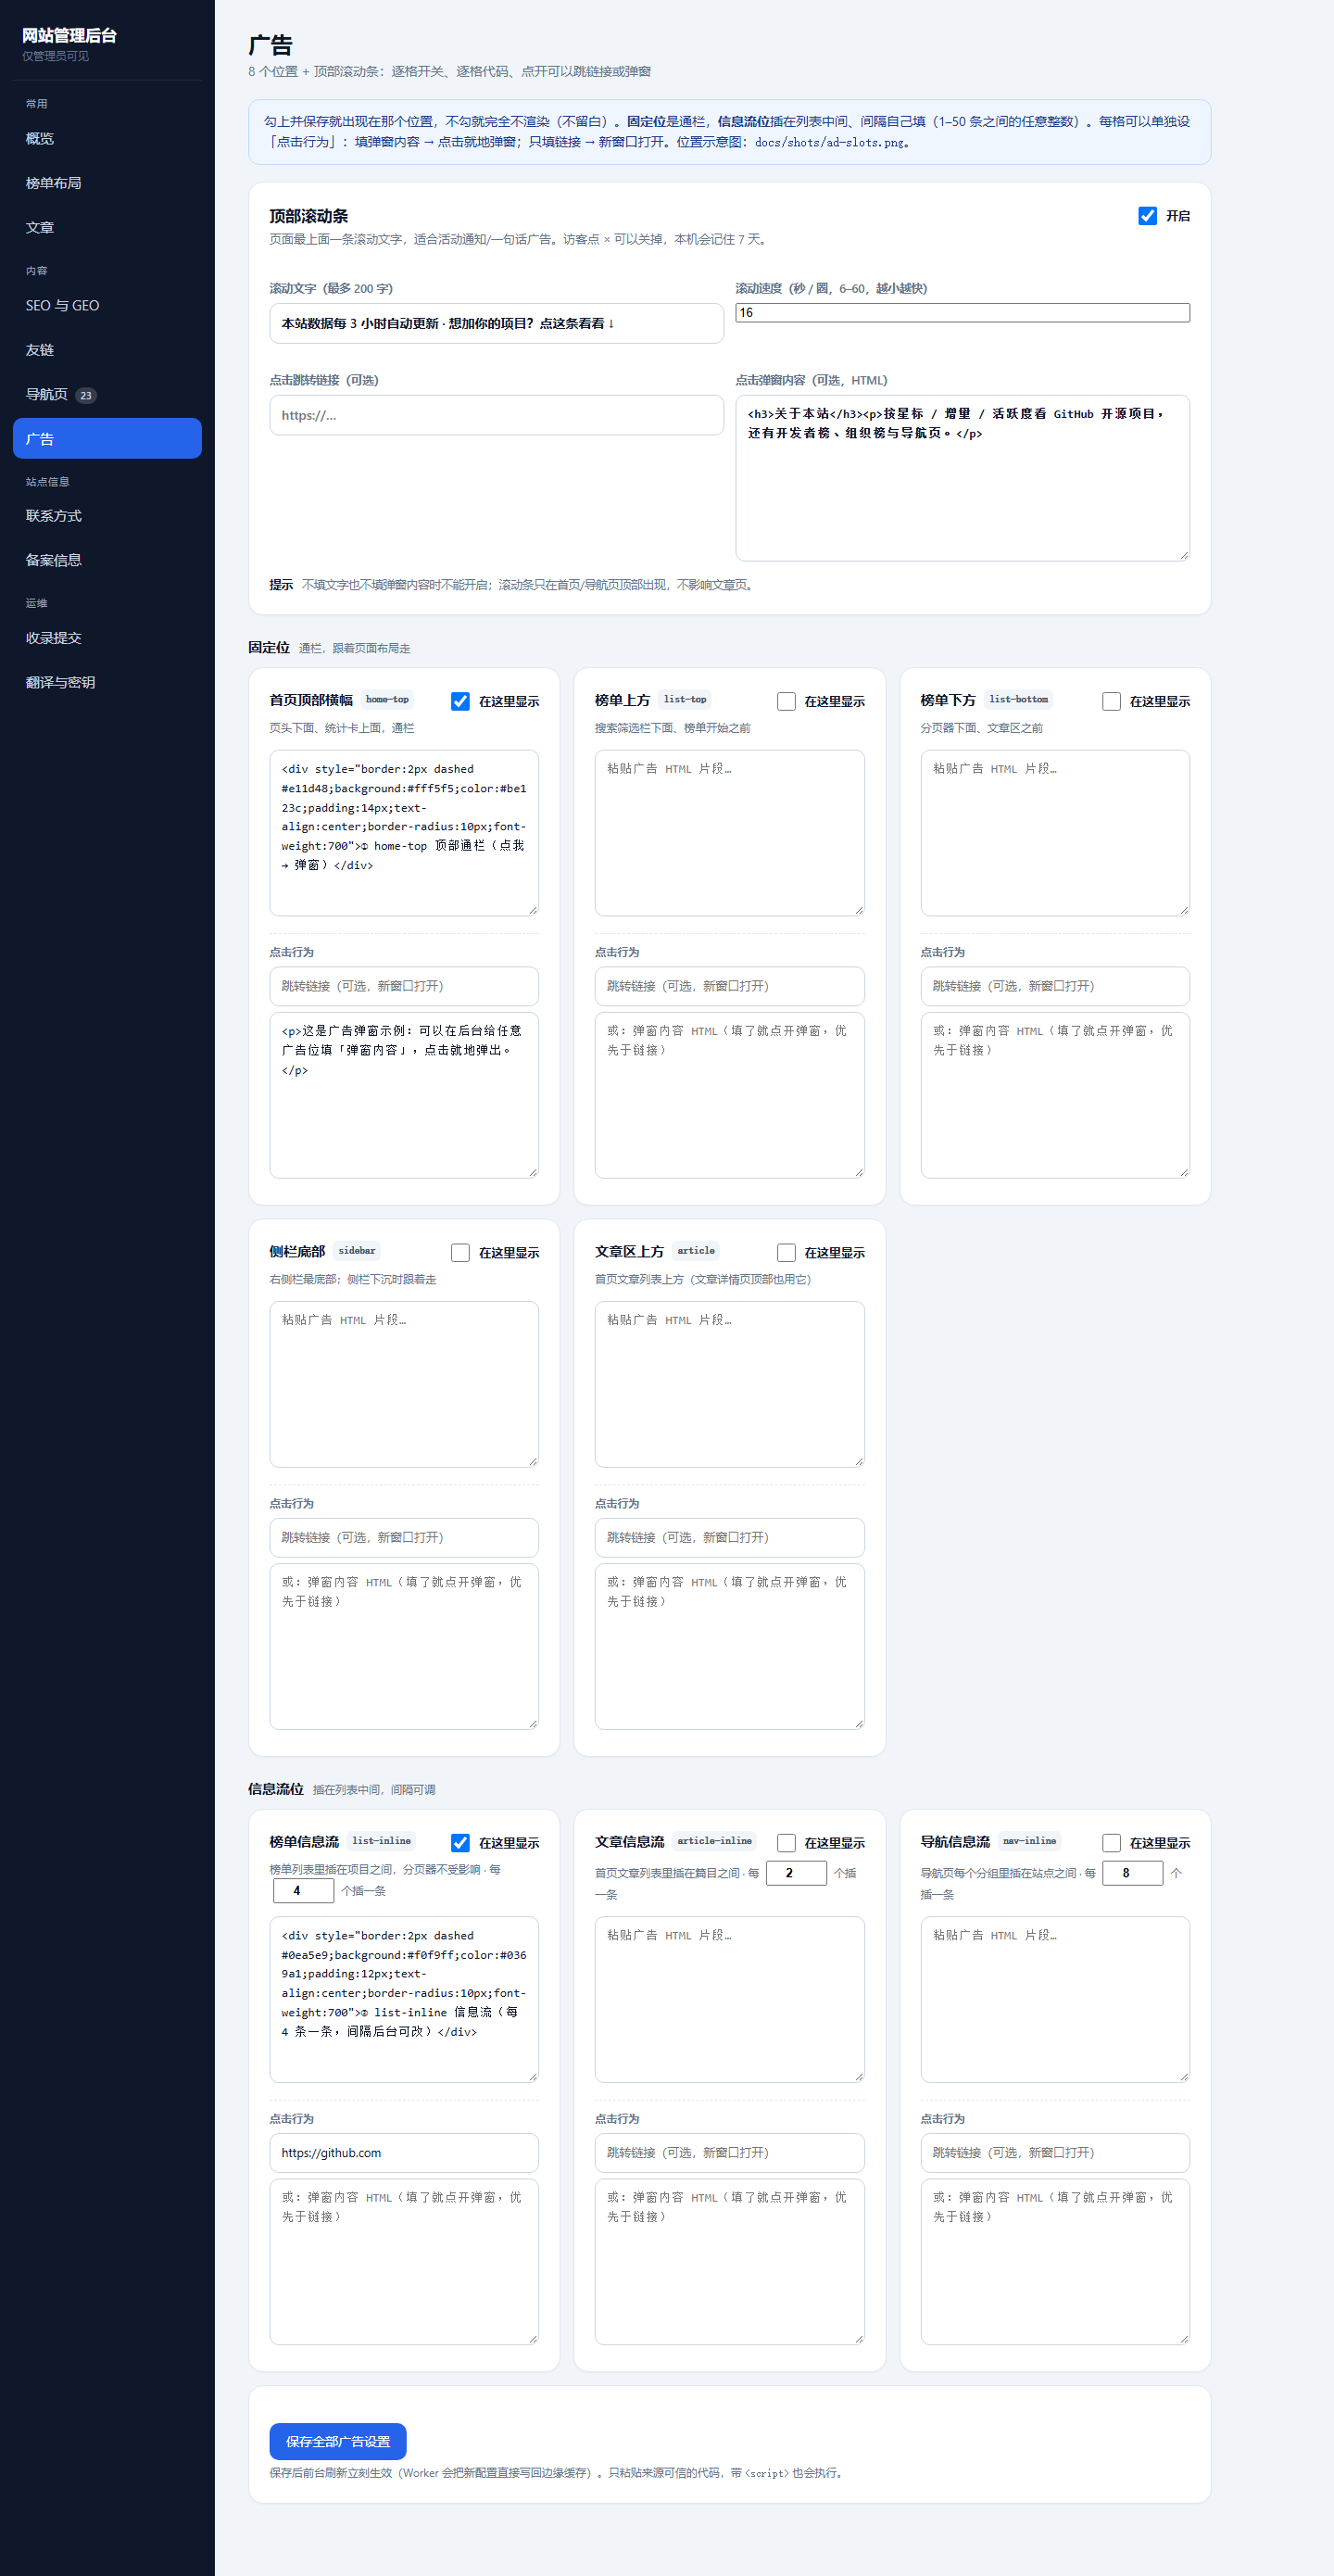 网站管理后台
仅管理员可见
常用
概览
榜单布局
文章
内容
SEO 与 GEO
友链
导航页 23
广告
站点信息
联系方式
备案信息
运维
收录提交
翻译与密钥
广告
8 个位置 + 顶部滚动条：逐格开关、逐格代码、点开可以跳链接或弹窗
勾上并保存就出现在那个位置，不勾就完全不渲染（不留白）。固定位是通栏，信息流位插在列表中间、间隔自己填（1–50 条之间的任意整数）。每格可以单独设
「点击行为」：填弹窗内容 → 点击就地弹窗；只填链接 → 新窗口打开。位置示意图：docs/shots/ad-slots.png。
顶部滚动条
开启
页面最上面一条滚动文字，适合活动通知/一句话广告。访客点 × 可以关掉，本机会记住 7 天。
滚动文字（最多 200 字）
滚动速度（秒 / 圈，6–60，越小越快）
本站数据每 3 小时自动更新 · 想加你的项目？点这条看看 ↓
16
点击跳转链接（可选）
点击弹窗内容（可选，HTML）
https://...
<h3>关于本站</h3><p>按星标 / 增量 / 活跃度看 GitHub 开源项目，
还有开发者榜、组织榜与导航页。</p>
提示 不填文字也不填弹窗内容时不能开启；滚动条只在首页/导航页顶部出现，不影响文章页。
固定位 通栏，跟着页面布局走
首页顶部横幅 home-top 在这里显示
页头下面、统计卡上面，通栏
<div style="border:2px dashed
#e11d48;background:#fff5f5;color:#be1
23c;padding:14px;text-
align:center;border-radius:10px;font-
weight:700">① home-top 顶部通栏（点我
→ 弹窗）</div>
点击行为
跳转链接（可选，新窗口打开）
<p>这是广告弹窗示例：可以在后台给任意
广告位填「弹窗内容」，点击就地弹出。
</p>
榜单上方 list-top 在这里显示
搜索筛选栏下面、榜单开始之前
粘贴广告 HTML 片段…
点击行为
跳转链接（可选，新窗口打开）
或：弹窗内容 HTML（填了就点开弹窗，优
先于链接）
榜单下方 list-bottom 在这里显示
分页器下面、文章区之前
粘贴广告 HTML 片段…
点击行为
跳转链接（可选，新窗口打开）
或：弹窗内容 HTML（填了就点开弹窗，优
先于链接）
侧栏底部 sidebar 在这里显示
右侧栏最底部；侧栏下沉时跟着走
粘贴广告 HTML 片段…
点击行为
跳转链接（可选，新窗口打开）
或：弹窗内容 HTML（填了就点开弹窗，优
先于链接）
文章区上方 article 在这里显示
首页文章列表上方（文章详情页顶部也用它）
粘贴广告 HTML 片段…
点击行为
跳转链接（可选，新窗口打开）
或：弹窗内容 HTML（填了就点开弹窗，优
先于链接）
信息流位 插在列表中间，间隔可调
榜单信息流 list-inline 在这里显示
榜单列表里插在项目之间，分页器不受影响 · 每
4 个插一条
<div style="border:2px dashed
#0ea5e9;background:#f0f9ff;color:#036
9a1;padding:12px;text-
align:center;border-radius:10px;font-
weight:700">② list-inline 信息流（每
4 条一条，间隔后台可改）</div>
点击行为
https://github.com
或：弹窗内容 HTML（填了就点开弹窗，优
先于链接）
文章信息流 article-inline 在这里显示
首页文章列表里插在篇目之间 · 每 2 个插
一条
粘贴广告 HTML 片段…
点击行为
跳转链接（可选，新窗口打开）
或：弹窗内容 HTML（填了就点开弹窗，优
先于链接）
导航信息流 nav-inline 在这里显示
导航页每个分组里插在站点之间 · 每 8 个
插一条
粘贴广告 HTML 片段…
点击行为
跳转链接（可选，新窗口打开）
或：弹窗内容 HTML（填了就点开弹窗，优
先于链接）
保存全部广告设置
保存后前台刷新立刻生效（Worker 会把新配置直接写回边缘缓存）。只粘贴来源可信的代码，带 <script> 也会执行。